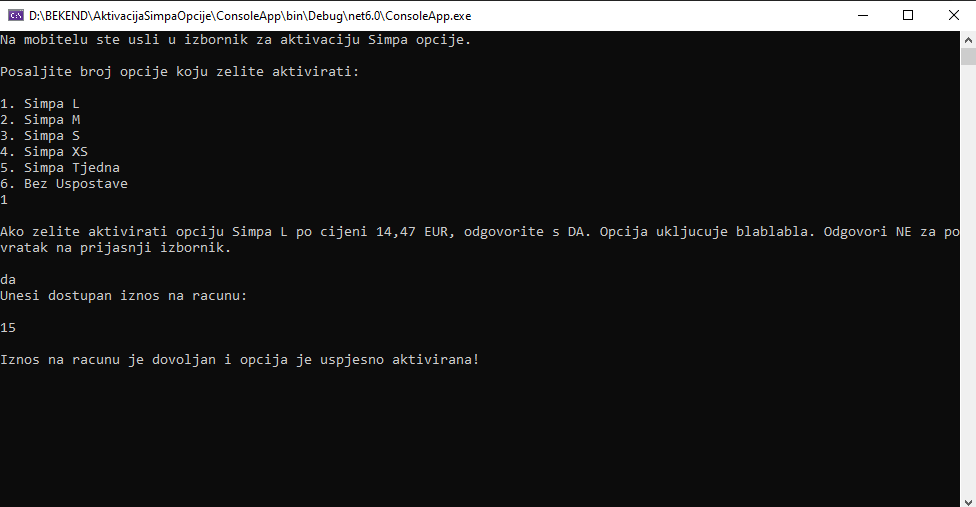 D:\BEKEND\AktivacijaSimpaOpcije\ConsoleApp\bin\Debug\net6.0\ConsoleApp.exe
Na mobitelu ste usli u izbornik za aktivaciju Simpa opcije.
Posaljite broj opcije koju zelite aktivirati:
1. Simpa L
2. Simpa M
3. Simpa S
4. Simpa XS
5. Simpa Tjedna
6. Bez Uspostave
1
Ako zelite aktivirati opciju Simpa L po cijeni 14,47 EUR, odgovorite s DA. Opcija ukljucuje blablabla. Odgovori NE za po
vratak na prijasnji izbornik.
da
Unesi dostupan iznos na racunu:
15
Iznos na racunu je dovoljan i opcija je uspjesno aktivirana!